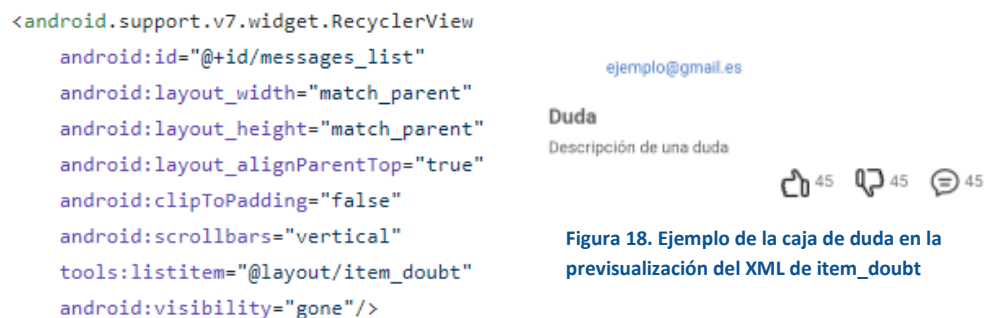 <android.support.v7.widget.RecyclerView
android:id="@+id/messages_list"
android:layout_width="match_parent"
android:layout_height="match_parent"
android:layout_alignParentTop="true"
android:clipToPadding="false"
android:scrollbars="vertical"
tools:listitem="@layout/item_doubt"
android:visibility="gone"/>
ejemplo@gmail.es
Duda
Descripción de una duda
45 45 45
Figura 18. Ejemplo de la caja de duda en la
previsualización del XML de item_doubt